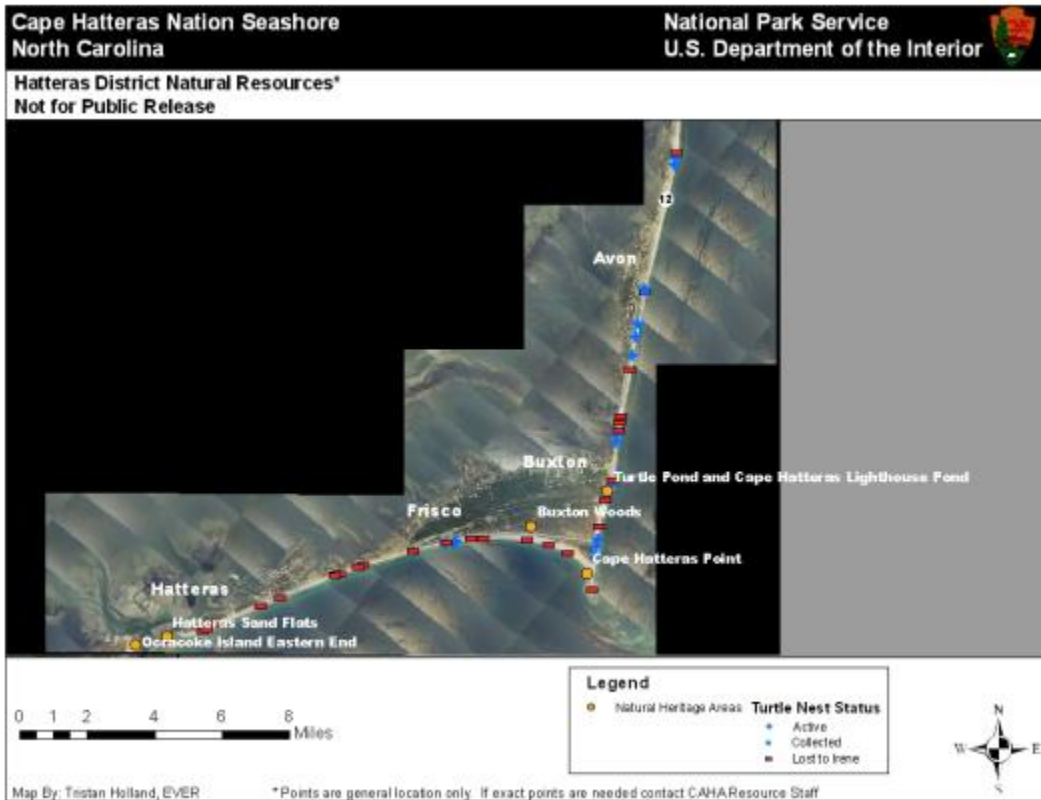 Cape Hatteras Nation Seashore
North Carolina
National Park Service
U.S. Department of the Interior
Hatteras District Natural Resources*
Not for Public Release
12
Avon
Buxton
Turtle Pond and Cape Hatteras Lighthouse Pond
Frisco
Buxton Woods
Cape Hatteras Point
Hatteras
Hatteras Sand Flats
Ocracoke Island Eastern End
Legend
Natural Heritage Areas
Turtle Nest Status
Active
Collected
Lost to Irene
0 1 2 4 6 8
Miles
N
W E
S
Map By: Tristan Holland, EVER
*Points are general location only. If exact points are needed contact CAHA Resource Staff